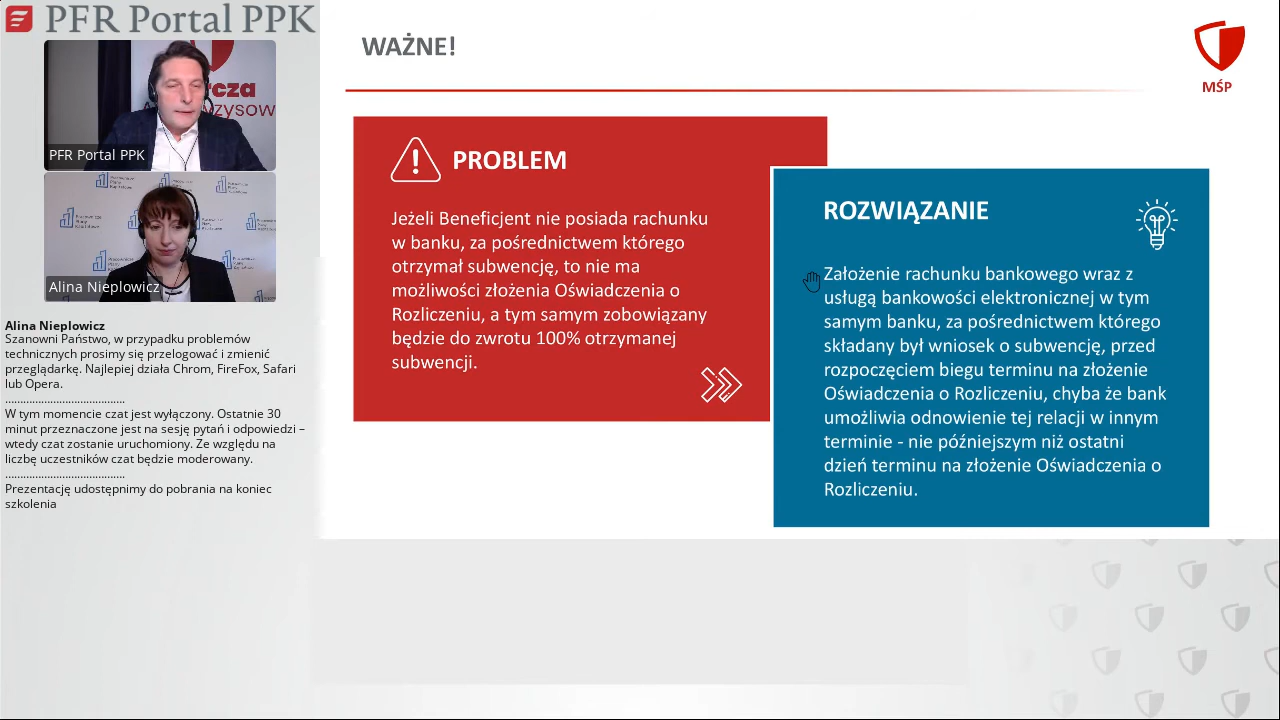 PFR Portal PPK
rcza
yzysow
PFR Portal PPK
Alina Nieplowicz
Alina Nieplowicz
Szanowni Państwo, w przypadku problemów
technicznych prosimy się przelogować i zmienić
przeglądarkę. Najlepiej działa Chrom, FireFox, Safari
lub Opera.
........................................
W tym momencie czat jest wyłączony. Ostatnie 30
minut przeznaczone jest na sesję pytań i odpowiedzi –
wtedy czat zostanie uruchomiony. Ze względu na
liczbę uczestników czat będzie moderowany.
........................................
Prezentację udostępnimy do pobrania na koniec
szkolenia
WAŻNE!
MŚP
PROBLEM
Jeżeli Beneficjent nie posiada rachunku
w banku, za pośrednictwem którego
otrzymał subwencję, to nie ma
możliwości złożenia Oświadczenia o
Rozliczeniu, a tym samym zobowiązany
będzie do zwrotu 100% otrzymanej
subwencji.
ROZWIĄZANIE
Założenie rachunku bankowego wraz z
usługą bankowości elektronicznej w tym
samym banku, za pośrednictwem którego
składany był wniosek o subwencję, przed
rozpoczęciem biegu terminu na złożenie
Oświadczenia o Rozliczeniu, chyba że bank
umożliwia odnowienie tej relacji w innym
terminie - nie późniejszym niż ostatni
dzień terminu na złożenie Oświadczenia o
Rozliczeniu.